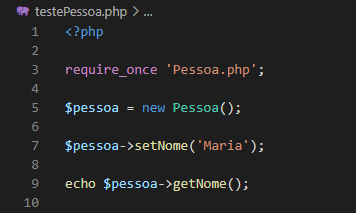 testePessoa.php > ...
1 <?php
2
3 require_once 'Pessoa.php';
4
5 $pessoa = new Pessoa();
6
7 $pessoa->setNome('Maria');
8
9 echo $pessoa->getNome();
10